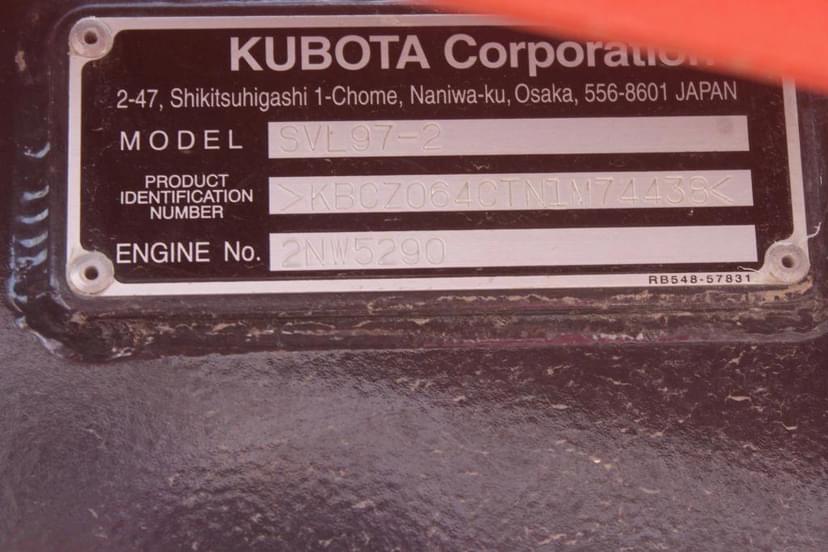 KUBOTA Corporation
2-47, Shikitsuhigashi 1-Chome, Naniwa-ku, Osaka, 556-8601 JAPAN
MODEL SVL97-2
PRODUCT
IDENTIFICATION
NUMBER
>KBCZ064CTN1M74438<
ENGINE No. 2NW5290
RB548-57831